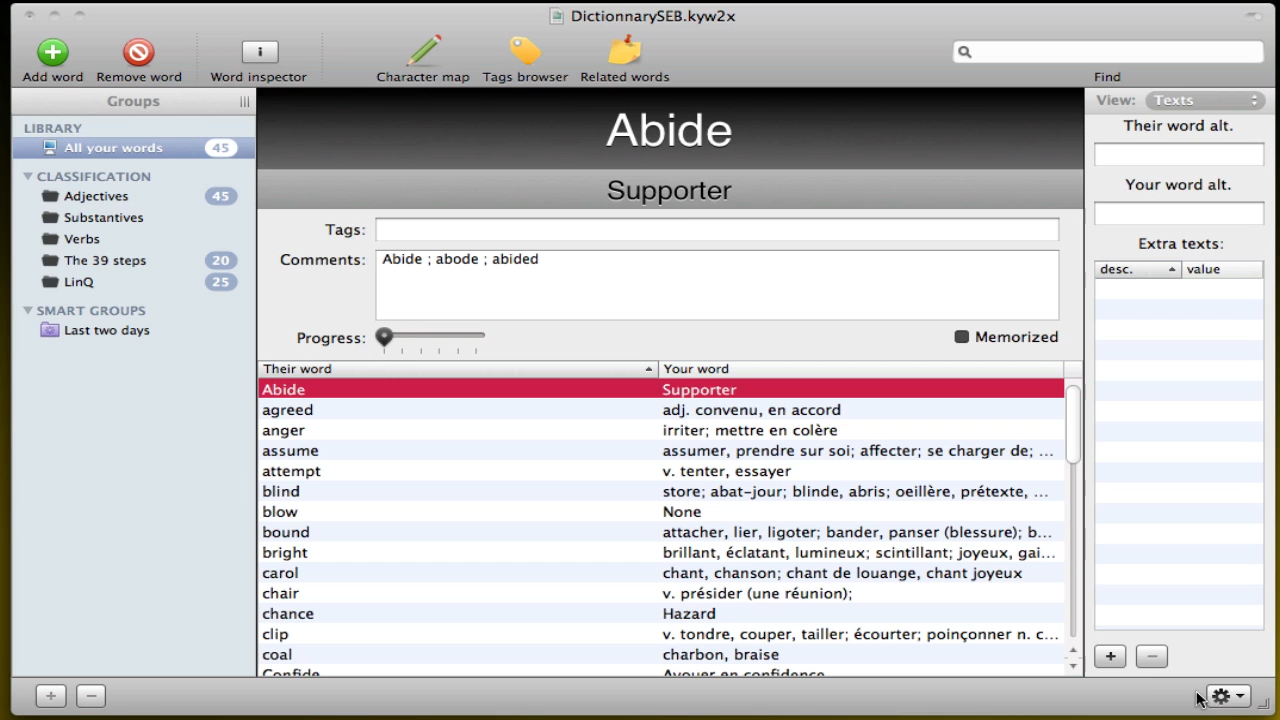 DictionnarySEB.kyw2x
Add word
Remove word
Word inspector
Character map
Tags browser
Related words
Find
Groups
LIBRARY
All your words 45
CLASSIFICATION
Adjectives 45
Substantives
Verbs
The 39 steps 20
LinQ 25
SMART GROUPS
Last two days
Abide
Supporter
Tags:
Comments: Abide ; abode ; abided
Progress:
Memorized
Their word Your word
Abide Supporter
agreed adj. convenu, en accord
anger irriter; mettre en colère
assume assumer, prendre sur soi; affecter; se charger de; ...
attempt v. tenter, essayer
blind store; abat-jour; blinde, abris; oeillère, prétexte, ...
blow None
bound attacher, lier, ligoter; bander, panser (blessure); b...
bright brillant, éclatant, lumineux; scintillant; joyeux, gai...
carol chant, chanson; chant de louange, chant joyeux
chair v. présider (une réunion);
chance Hazard
clip v. tondre, couper, tailler; écourter; poinçonner n. c...
coal charbon, braise
Confide Avouer en confidence
View: Texts
Their word alt.
Your word alt.
Extra texts:
desc. value